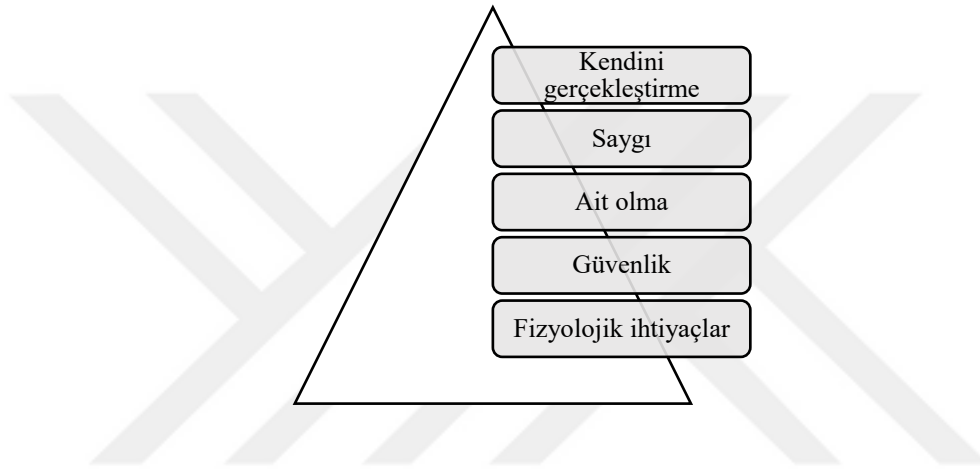 Kendini
gerçekleştirme
Saygı
Ait olma
Güvenlik
Fizyolojik ihtiyaçlar